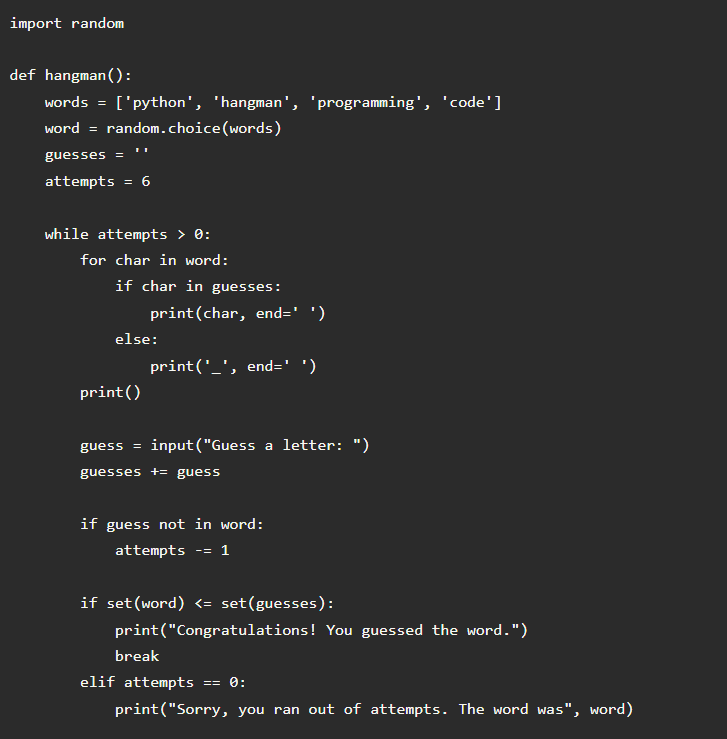 import random

def hangman():
    words = ['python', 'hangman', 'programming', 'code']
    word = random.choice(words)
    guesses = ''
    attempts = 6

    while attempts > 0:
        for char in word:
            if char in guesses:
                print(char, end=' ')
            else:
                print('_', end=' ')
        print()

        guess = input("Guess a letter: ")
        guesses += guess

        if guess not in word:
            attempts -= 1

        if set(word) <= set(guesses):
            print("Congratulations! You guessed the word.")
            break
        elif attempts == 0:
            print("Sorry, you ran out of attempts. The word was", word)